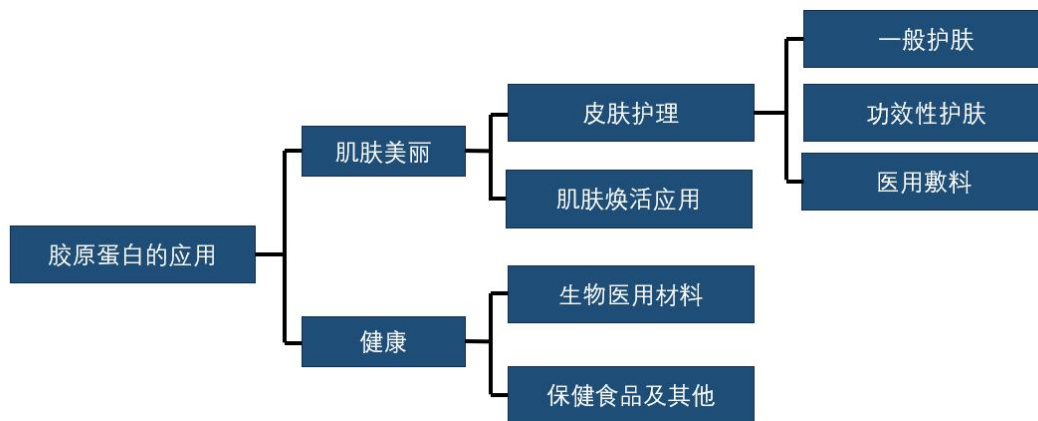 一般护肤
皮肤护理
功效性护肤
肌肤美丽
医用敷料
肌肤焕活应用
胶原蛋白的应用
生物医用材料
健康
保健食品及其他